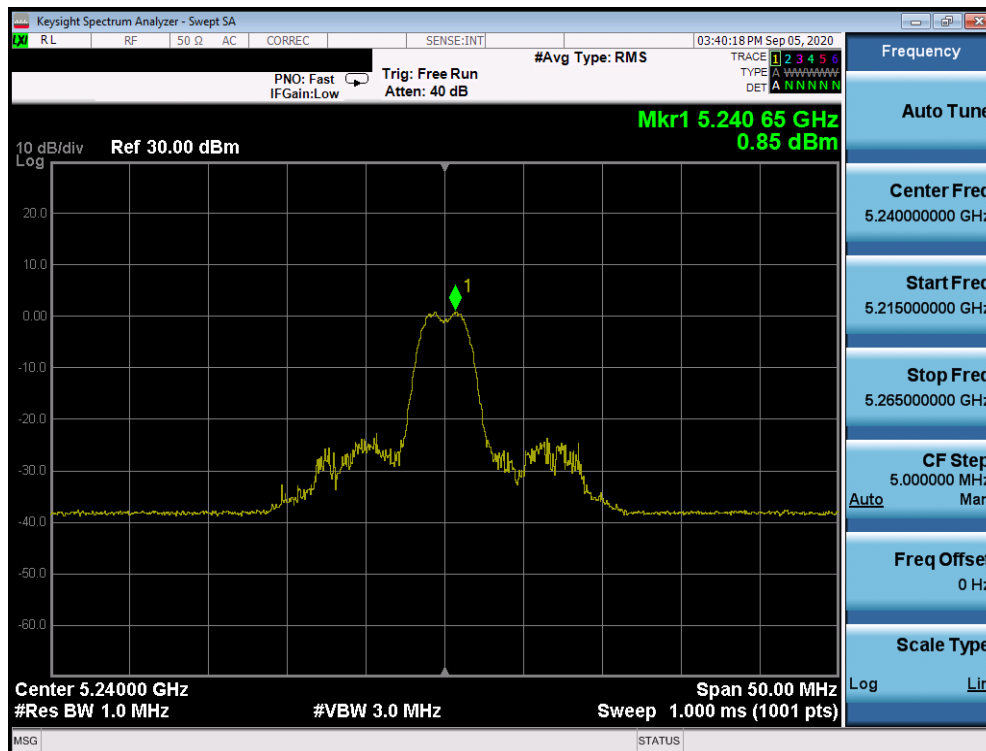 Keysight Spectrum Analyzer - Swept SA
LXI RL RF 50 Ω AC CORREC SENSE:INT 03:40:18 PM Sep 05, 2020
#Avg Type: RMS
TRACE 1 2 3 4 5 6
PNO: Fast Trig: Free Run
TYPE A WWWWWW
IFGain:Low Atten: 40 dB
DET A N N N N N
Mkr1 5.240 65 GHz
0.85 dBm
10 dB/div Ref 30.00 dBm
Log
1
20.0
10.0
0.00
-10.0
-20.0
-30.0
-40.0
-50.0
-60.0
Center 5.24000 GHz Span 50.00 MHz
#Res BW 1.0 MHz #VBW 3.0 MHz Sweep 1.000 ms (1001 pts)
MSG STATUS
Frequency
Auto Tune
Center Freq
5.240000000 GHz
Start Freq
5.215000000 GHz
Stop Freq
5.265000000 GHz
CF Step
5.000000 MHz
Auto Man
Freq Offset
0 Hz
Scale Type
Log Lin